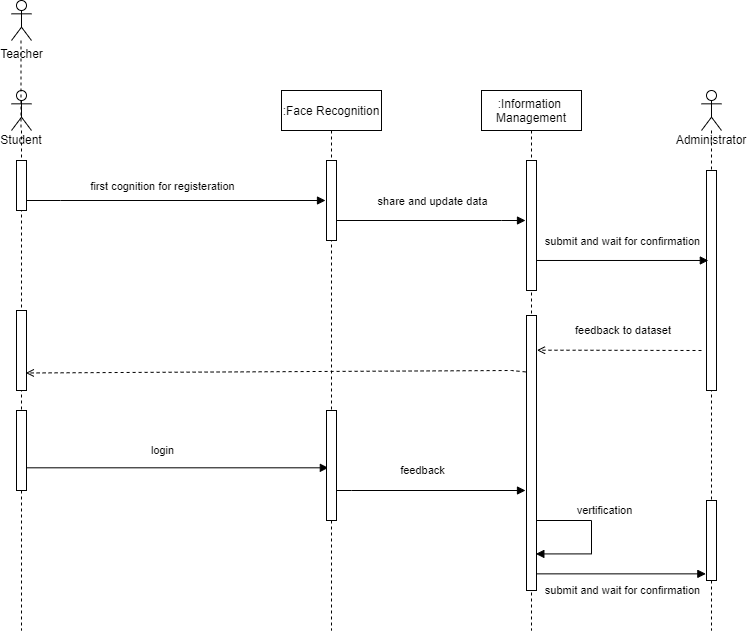 Teacher
Student
:Face Recognition
:Information
Management
Administrator
first cognition for registeration
share and update data
submit and wait for confirmation
feedback to dataset
login
feedback
vertification
submit and wait for confirmation